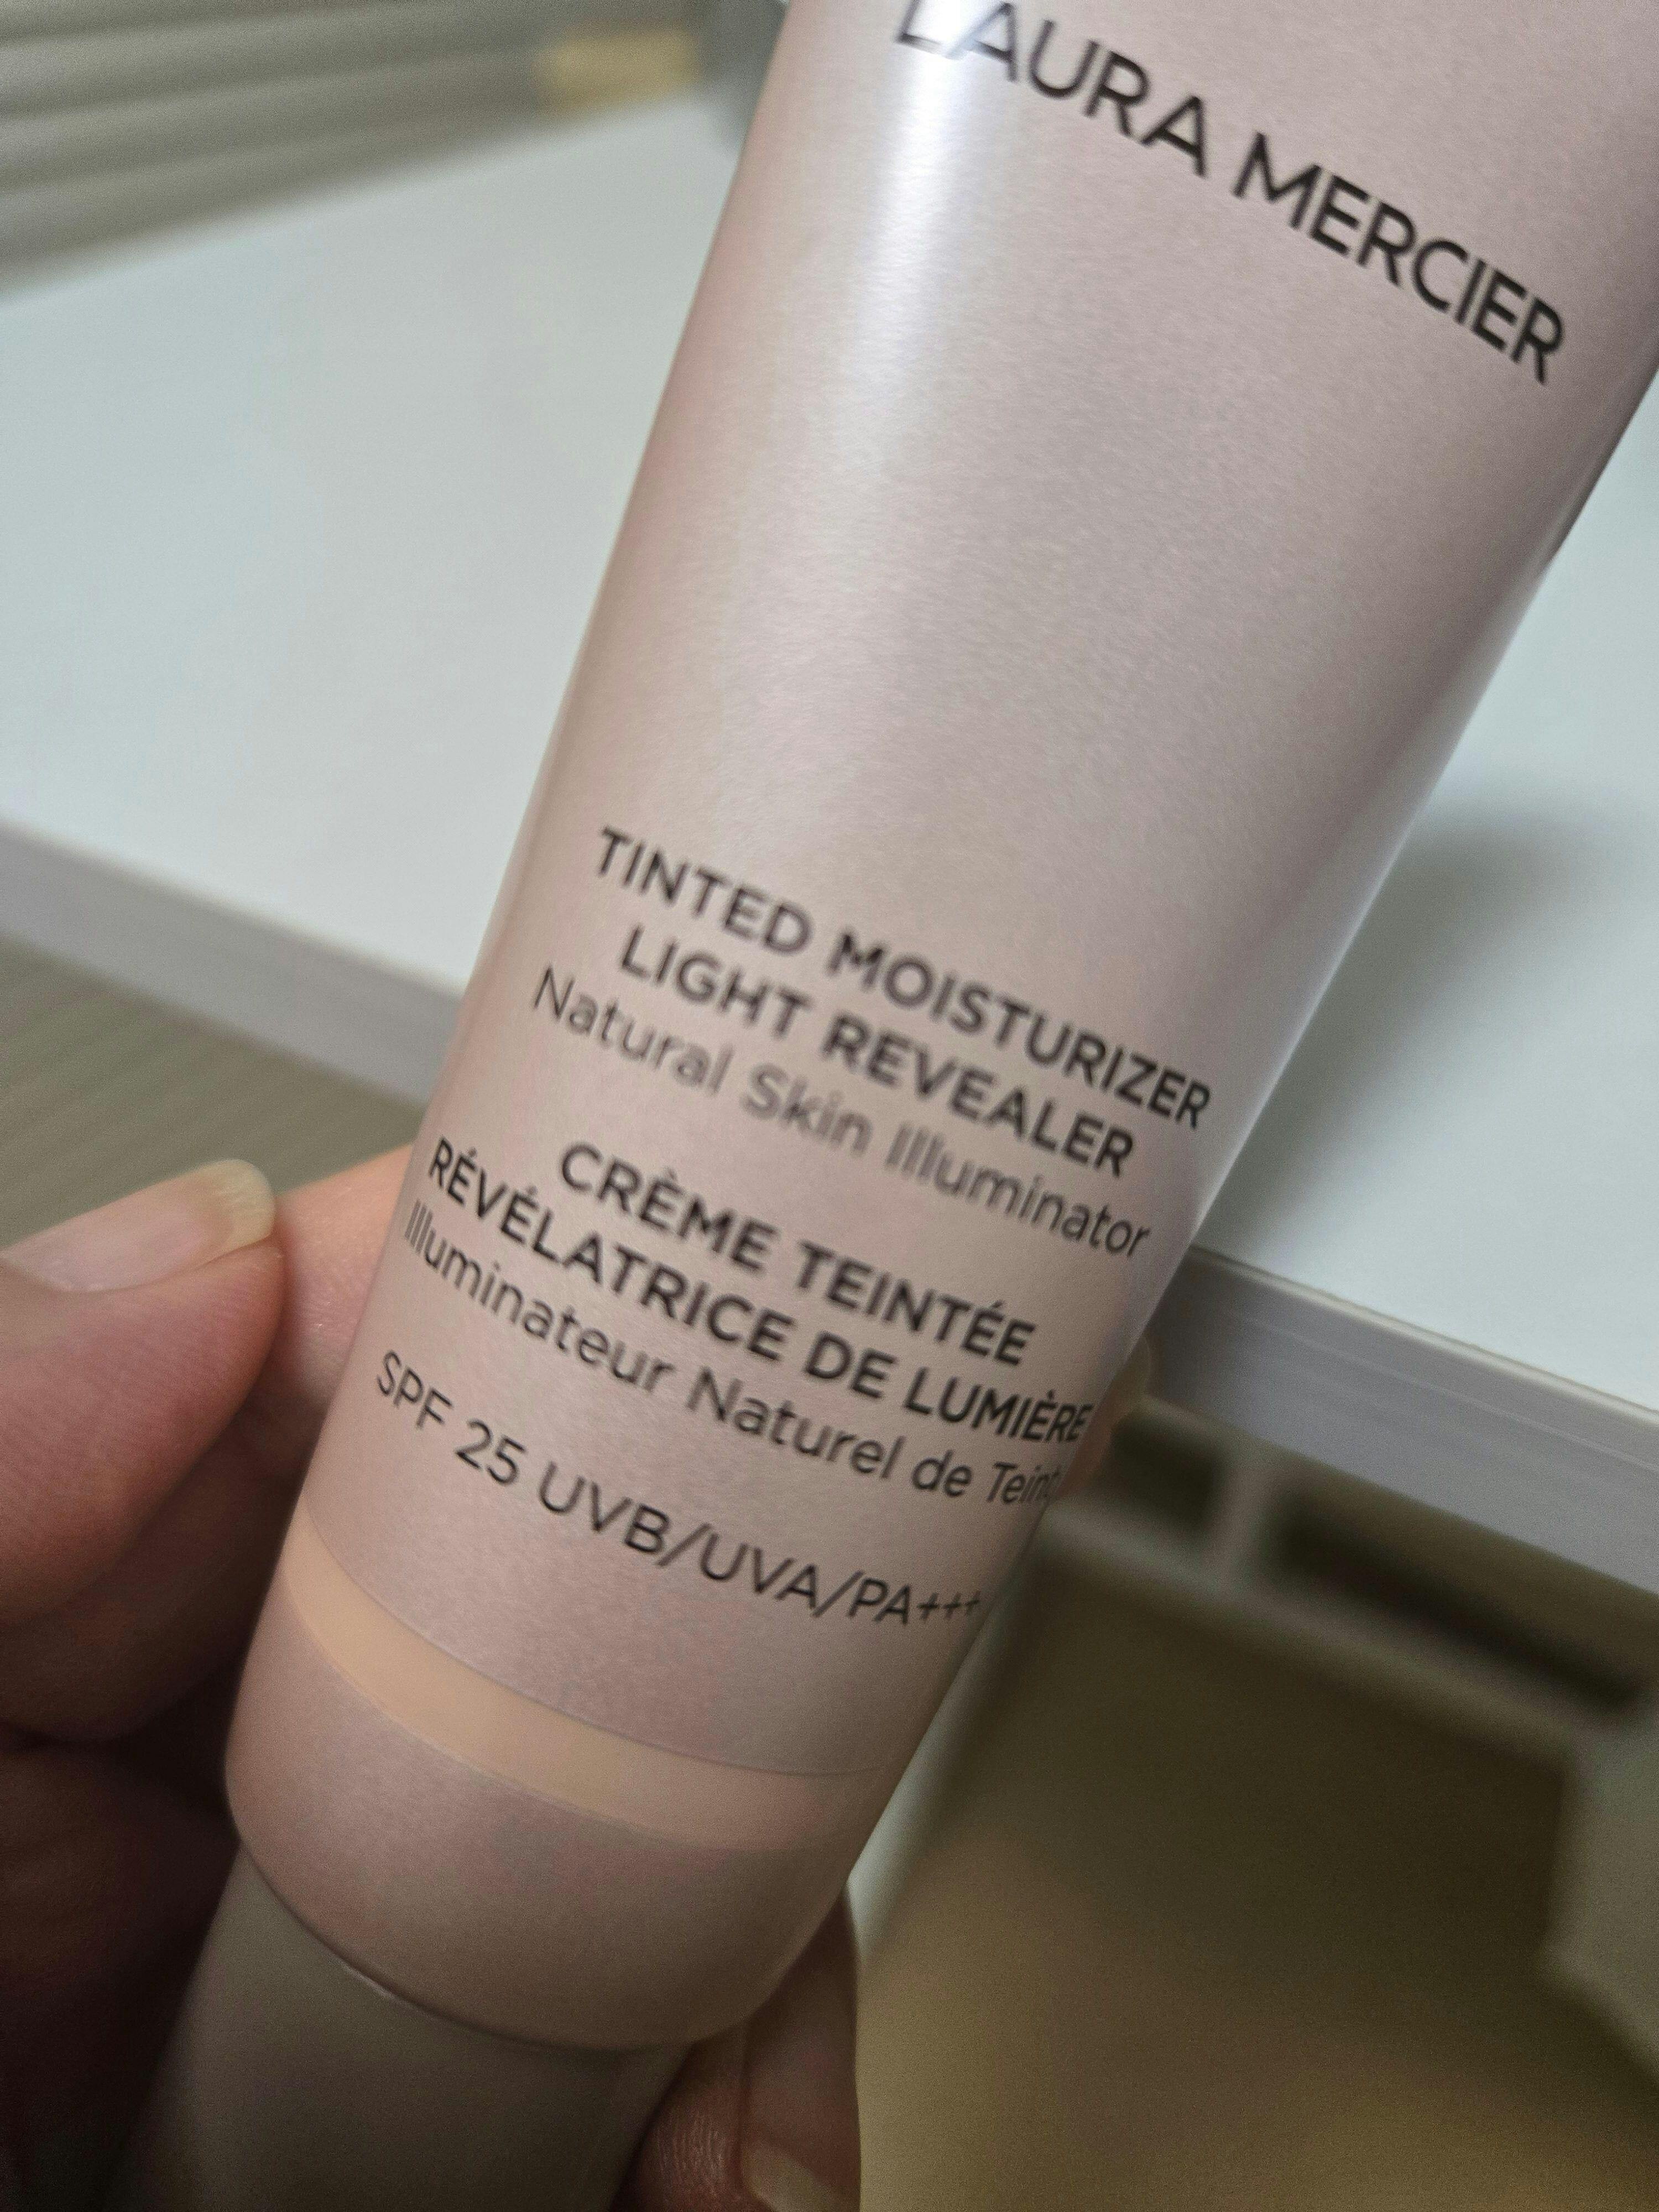 LAURA MERCIER
TINTED MOISTURIZER
LIGHT REVEALER
Natural Skin Illuminator
CRÈME TEINTÉE
RÉVÉLATRICE DE LUMIÈRE
Illuminateur Naturel de Teint
SPF 25 UVB/UVA/PA+++